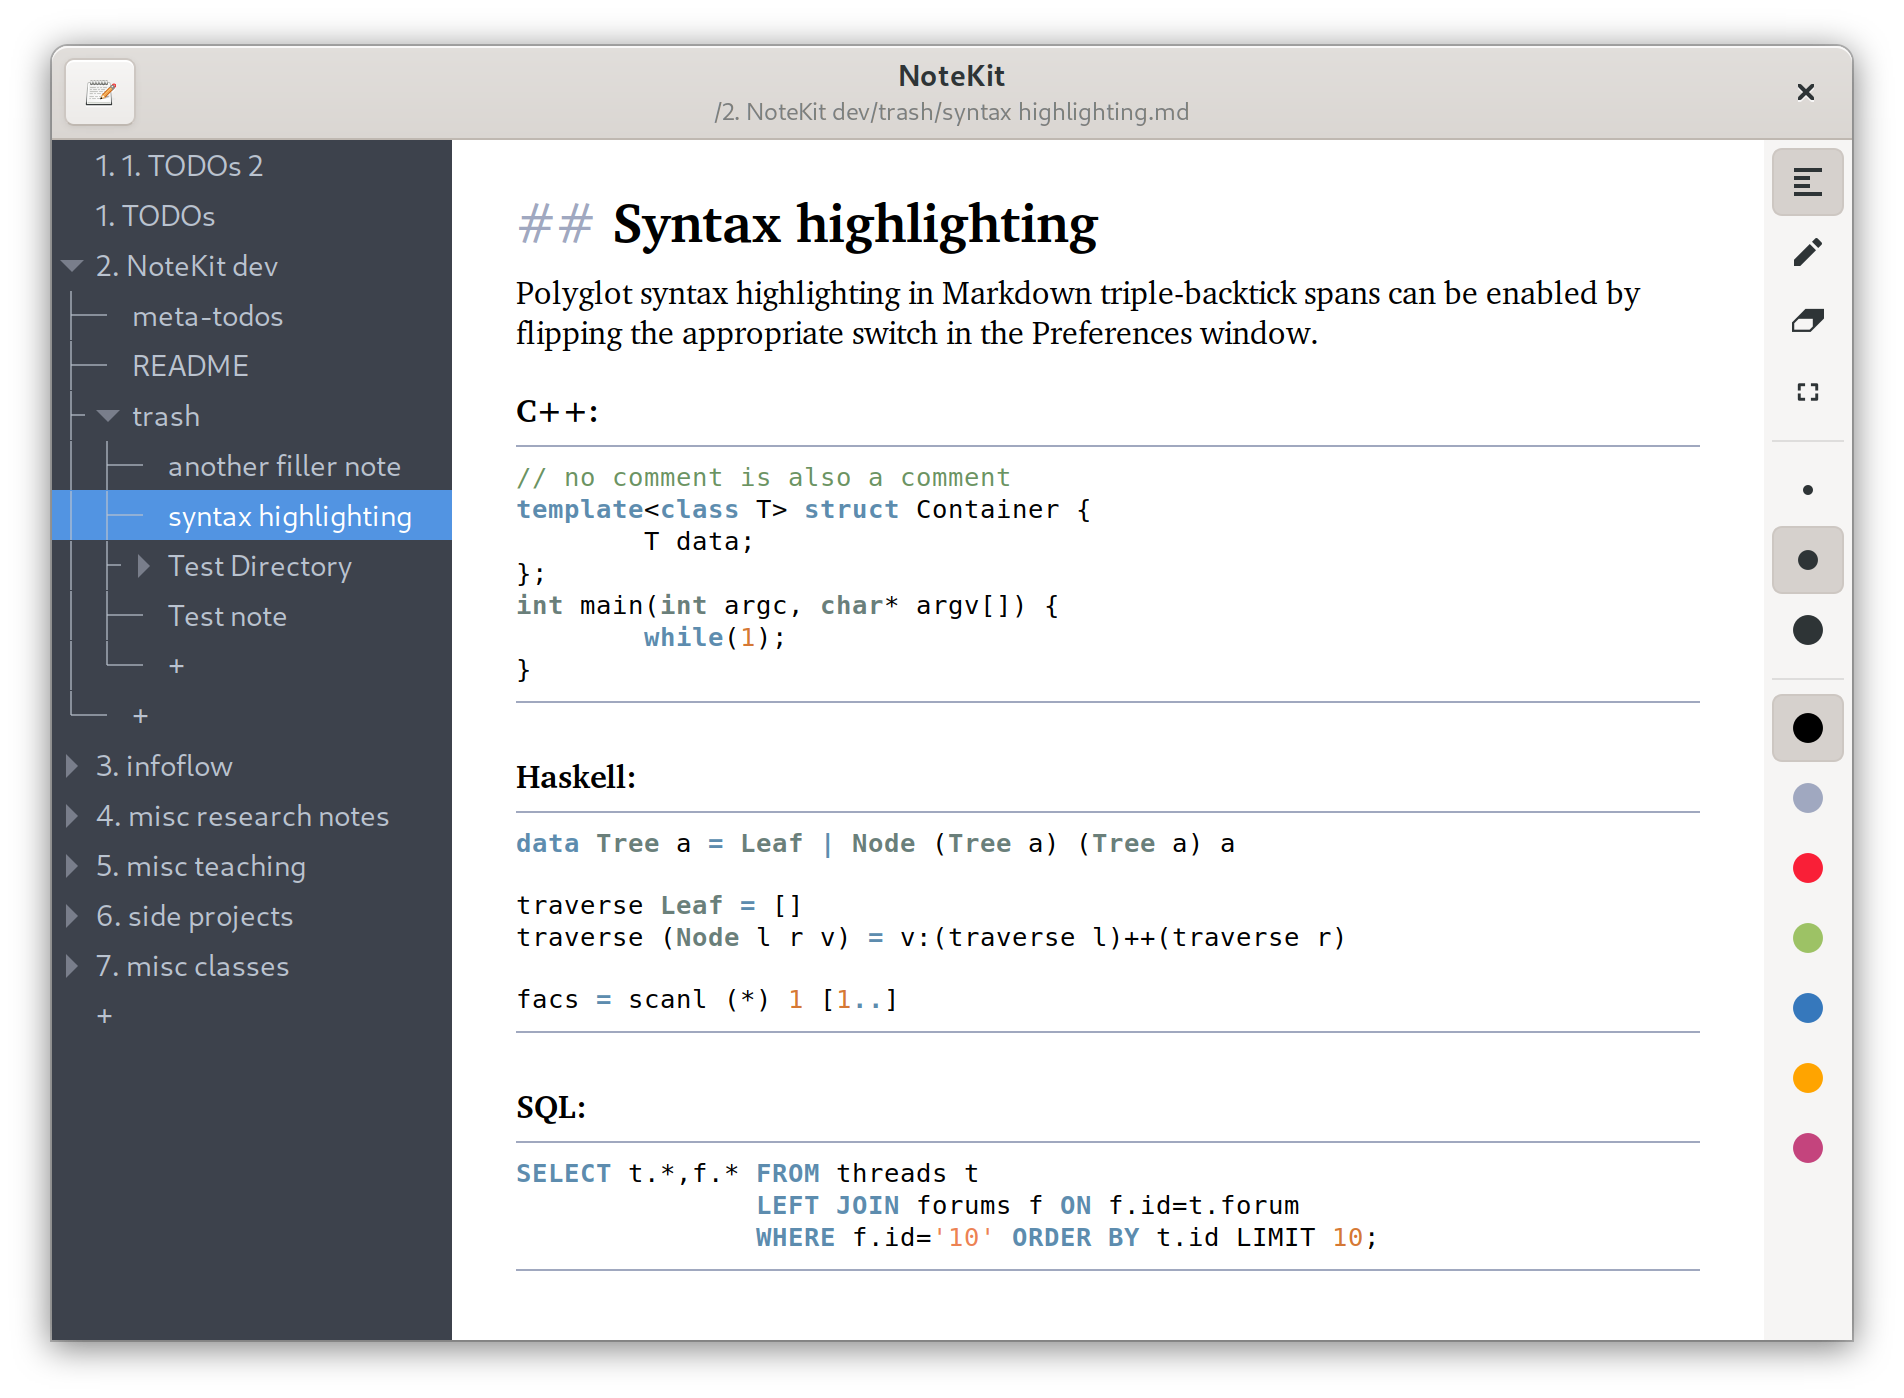 NoteKit
/2. NoteKit dev/trash/syntax highlighting.md
1. 1. TODOs 2
1. TODOs
2. NoteKit dev
meta-todos
README
trash
another filler note
syntax highlighting
Test Directory
Test note
+
+
3. infoflow
4. misc research notes
5. misc teaching
6. side projects
7. misc classes
+
## Syntax highlighting
Polyglot syntax highlighting in Markdown triple-backtick spans can be enabled by
flipping the appropriate switch in the Preferences window.
C++:
// no comment is also a comment
template<class T> struct Container {
        T data;
};
int main(int argc, char* argv[]) {
        while(1);
}
Haskell:
data Tree a = Leaf | Node (Tree a) (Tree a) a
traverse Leaf = []
traverse (Node l r v) = v:(traverse l)++(traverse r)
facs = scanl (*) 1 [1..]
SQL:
SELECT t.*,f.* FROM threads t
               LEFT JOIN forums f ON f.id=t.forum
               WHERE f.id='10' ORDER BY t.id LIMIT 10;